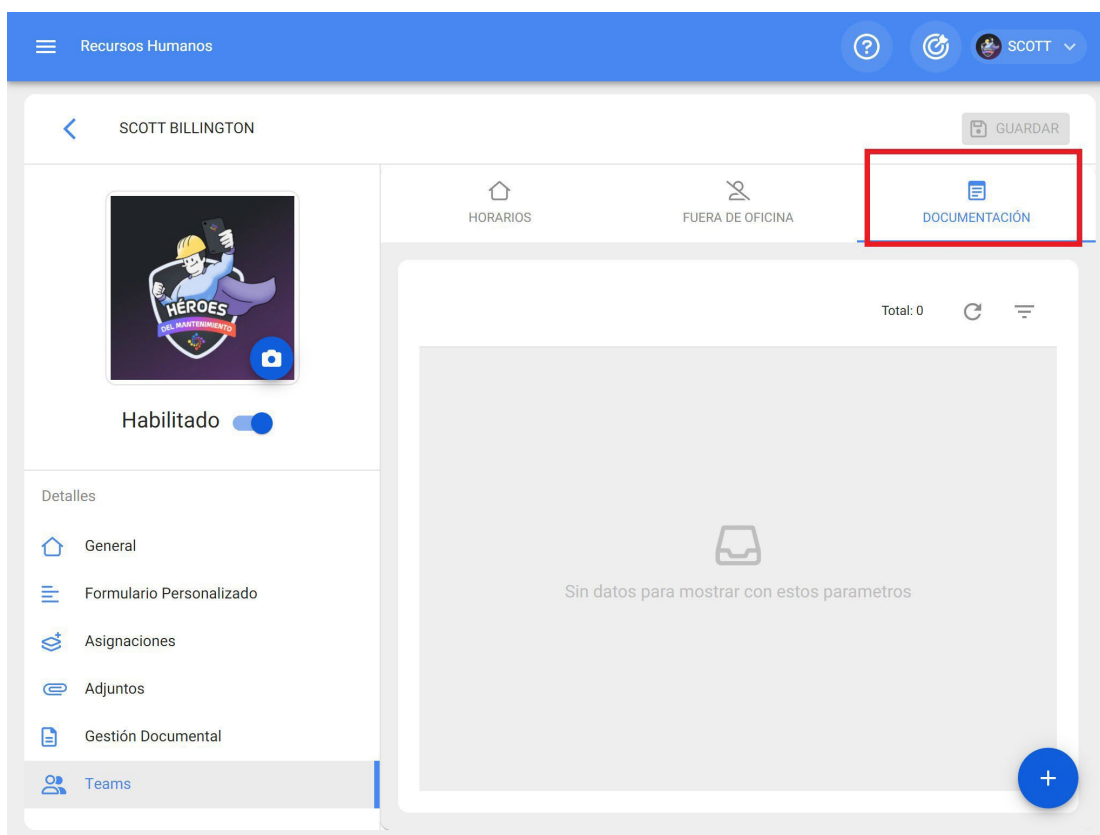 Recursos Humanos
SCOTT
SCOTT BILLINGTON
GUARDAR
HÉROES
DEL MANTENIMIENTO
Habilitado
Detalles
General
Formulario Personalizado
Asignaciones
Adjuntos
Gestión Documental
Teams
HORARIOS
FUERA DE OFICINA
DOCUMENTACIÓN
Total: 0
Sin datos para mostrar con estos parametros